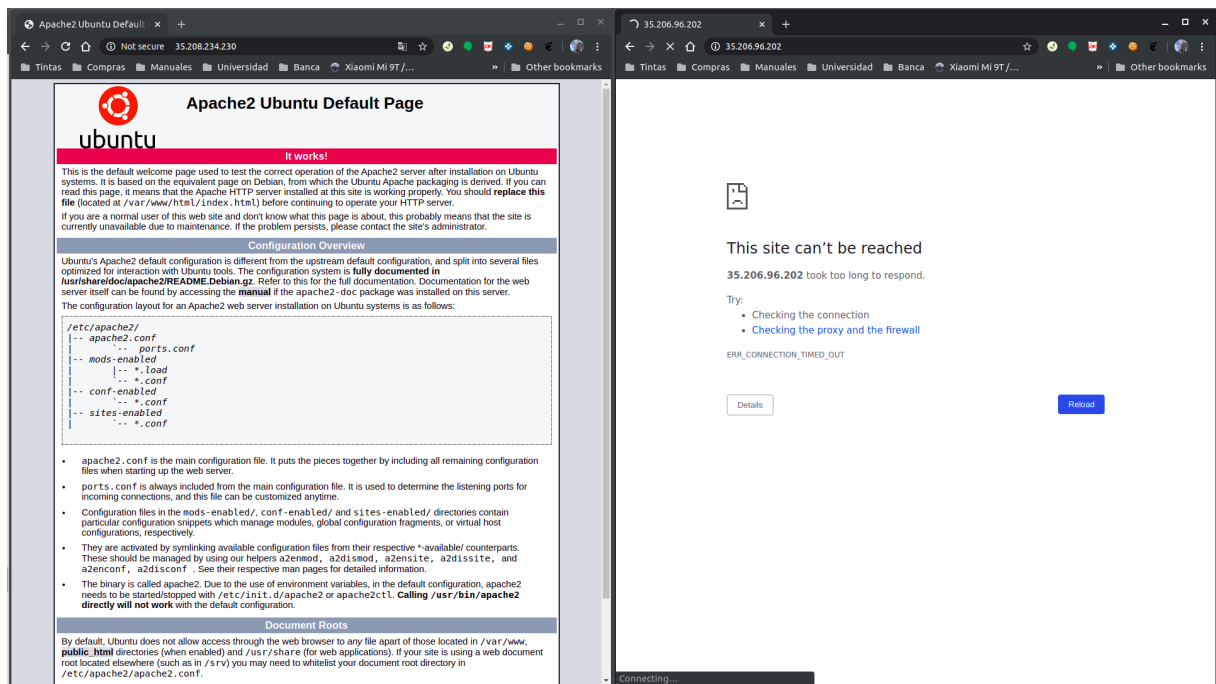 Apache2 Ubuntu Default
Not secure 35.208.234.230
Tintas Compras Manuales Universidad Banca Xiaomi Mi 9T /... » Other bookmarks
ubuntu
Apache2 Ubuntu Default Page
It works!
This is the default welcome page used to test the correct operation of the Apache2 server after installation on Ubuntu
systems. It is based on the equivalent page on Debian, from which the Ubuntu Apache packaging is derived. If you can
read this page, it means that the Apache HTTP server installed at this site is working properly. You should replace this
file (located at /var/www/html/index.html) before continuing to operate your HTTP server.
If you are a normal user of this web site and don't know what this page is about, this probably means that the site is
currently unavailable due to maintenance. If the problem persists, please contact the site's administrator.
Configuration Overview
Ubuntu's Apache2 default configuration is different from the upstream default configuration, and split into several files
optimized for interaction with Ubuntu tools. The configuration system is fully documented in
/usr/share/doc/apache2/README.Debian.gz. Refer to this for the full documentation. Documentation for the web
server itself can be found by accessing the manual if the apache2-doc package was installed on this server.
The configuration layout for an Apache2 web server installation on Ubuntu systems is as follows:
/etc/apache2/
|-- apache2.conf
|       `--  ports.conf
|-- mods-enabled
|       |-- *.load
|       `-- *.conf
|-- conf-enabled
|       `-- *.conf
|-- sites-enabled
|       `-- *.conf
• apache2.conf is the main configuration file. It puts the pieces together by including all remaining configuration
files when starting up the web server.
• ports.conf is always included from the main configuration file. It is used to determine the listening ports for
incoming connections, and this file can be customized anytime.
• Configuration files in the mods-enabled/, conf-enabled/ and sites-enabled/ directories contain
particular configuration snippets which manage modules, global configuration fragments, or virtual host
configurations, respectively.
• They are activated by symlinking available configuration files from their respective *-available/ counterparts.
These should be managed by using our helpers a2enmod, a2dismod, a2ensite, a2dissite, and
a2enconf, a2disconf . See their respective man pages for detailed information.
• The binary is called apache2. Due to the use of environment variables, in the default configuration, apache2
needs to be started/stopped with /etc/init.d/apache2 or apache2ctl. Calling /usr/bin/apache2
directly will not work with the default configuration.
Document Roots
By default, Ubuntu does not allow access through the web browser to any file apart of those located in /var/www,
public_html directories (when enabled) and /usr/share (for web applications). If your site is using a web document
root located elsewhere (such as in /srv) you may need to whitelist your document root directory in
/etc/apache2/apache2.conf.
35.206.96.202
35.206.96.202
Tintas Compras Manuales Universidad Banca Xiaomi Mi 9T /... » Other bookmarks
This site can't be reached
35.206.96.202 took too long to respond.
Try:
• Checking the connection
• Checking the proxy and the firewall
ERR_CONNECTION_TIMED_OUT
Details
Reload
Connecting...